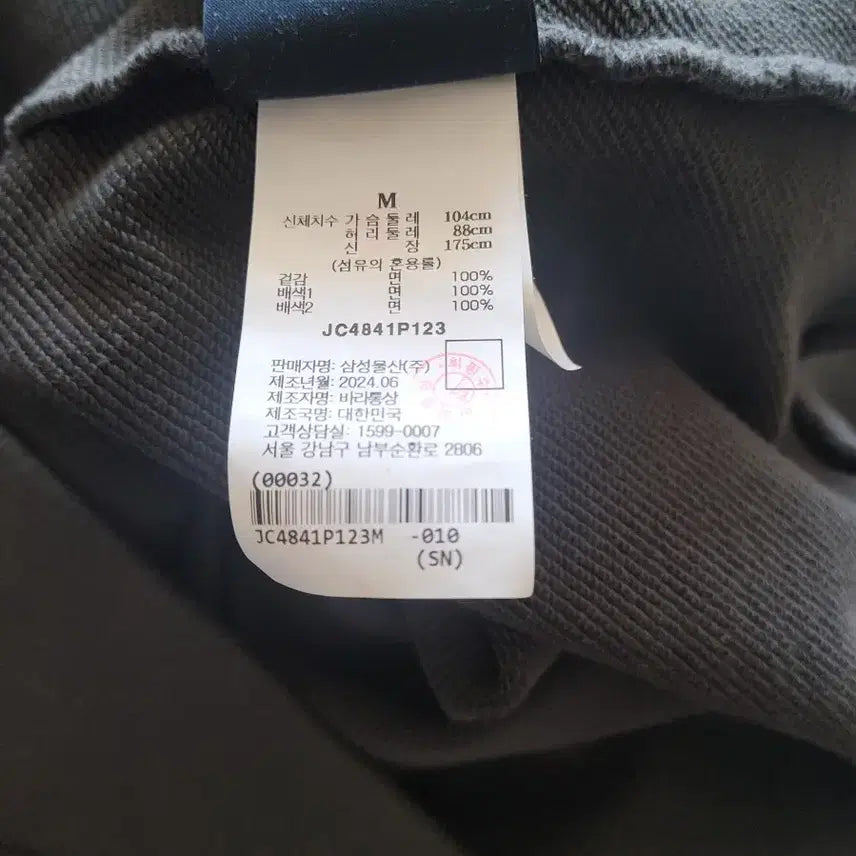 M
신체치수 가슴둘레 104cm
허리둘레 88cm
신 장 175cm
(섬유의 혼용률)
겉감 면 100%
배색1 면 100%
배색2 면 100%
JC4841P123
판매자명: 삼성물산(주)
제조년월: 2024.06
제조자명: 바라통상
제조국명: 대한민국
고객상담실: 1599-0007
서울 강남구 남부순환로 2806
(00032)
JC4841P123M -010
(SN)